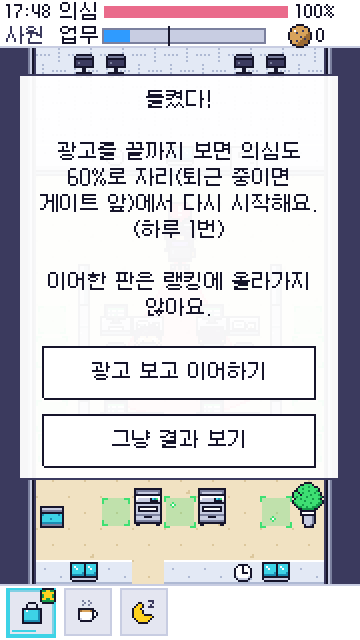 17:48 의심 100%
사원 업무 0
들켰다!
광고를 끝까지 보면 의심도
60%로 자리(퇴근 중이면
게이트 앞)에서 다시 시작해요.
(하루 1번)
이어한 판은 랭킹에 올라가지
않아요.
광고 보고 이어하기
그냥 결과 보기
z